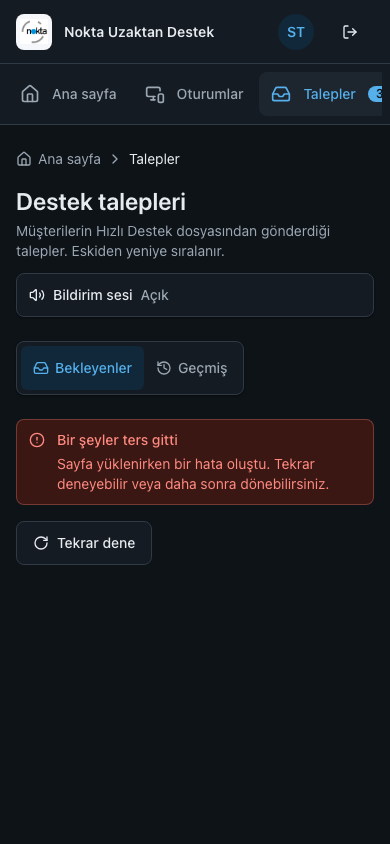 nokta
Nokta Uzaktan Destek
ST
Ana sayfa
Oturumlar
Talepler
Ana sayfa
Talepler
Destek talepleri
Müşterilerin Hızlı Destek dosyasından gönderdiği
talepler. Eskiden yeniye sıralanır.
Bildirim sesi Açık
Bekleyenler
Geçmiş
Bir şeyler ters gitti
Sayfa yüklenirken bir hata oluştu. Tekrar
deneyebilir veya daha sonra dönebilirsiniz.
Tekrar dene